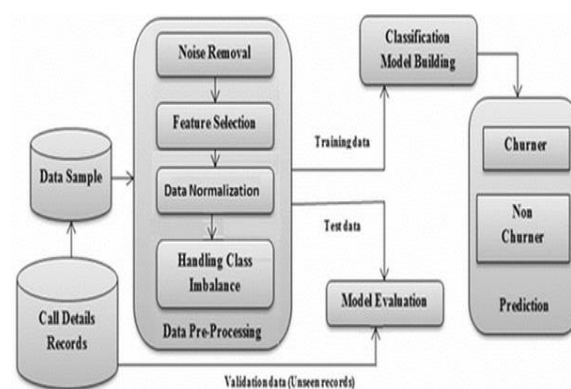 Noise Removal
Feature Selection
Data Normalization
Handling Class
Imbalance
Data Pre-Processing
Data Sample
Call Details
Records
Training data
Test data
Validation data (Unseen records)
Classification
Model Building
Model Evaluation
Churner
Non
Churner
Prediction